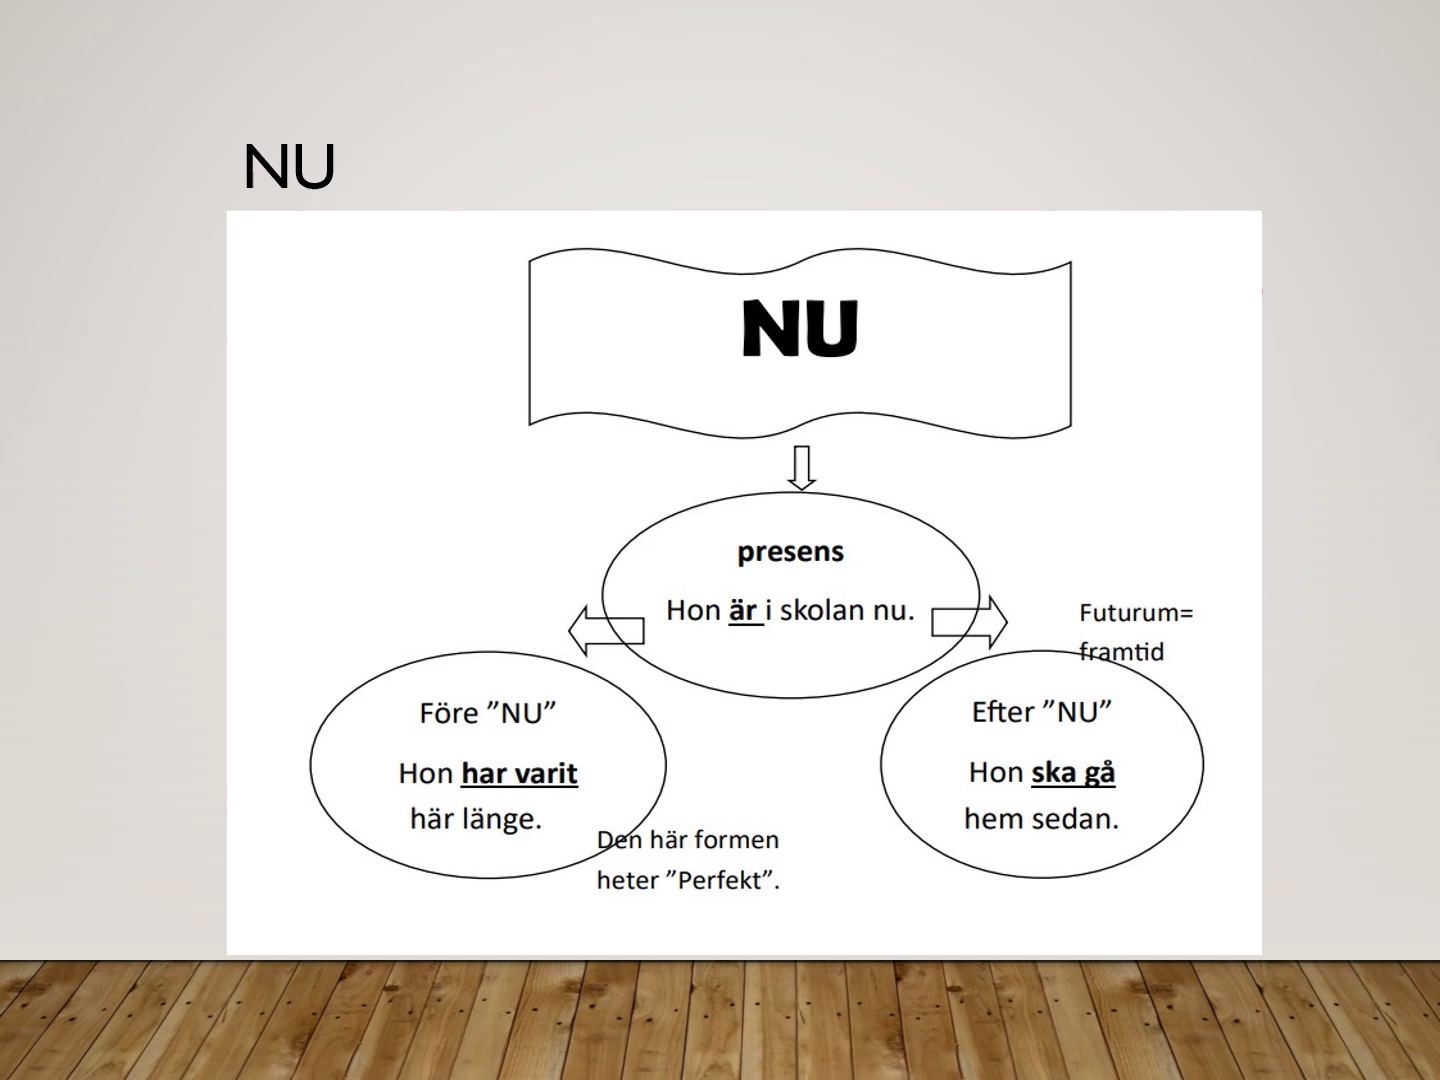 NU
NU
presens
Hon är i skolan nu.
Futurum=
framtid
Före ”NU”
Hon har varit
här länge.
Den här formen
heter ”Perfekt”.
Efter ”NU”
Hon ska gå
hem sedan.